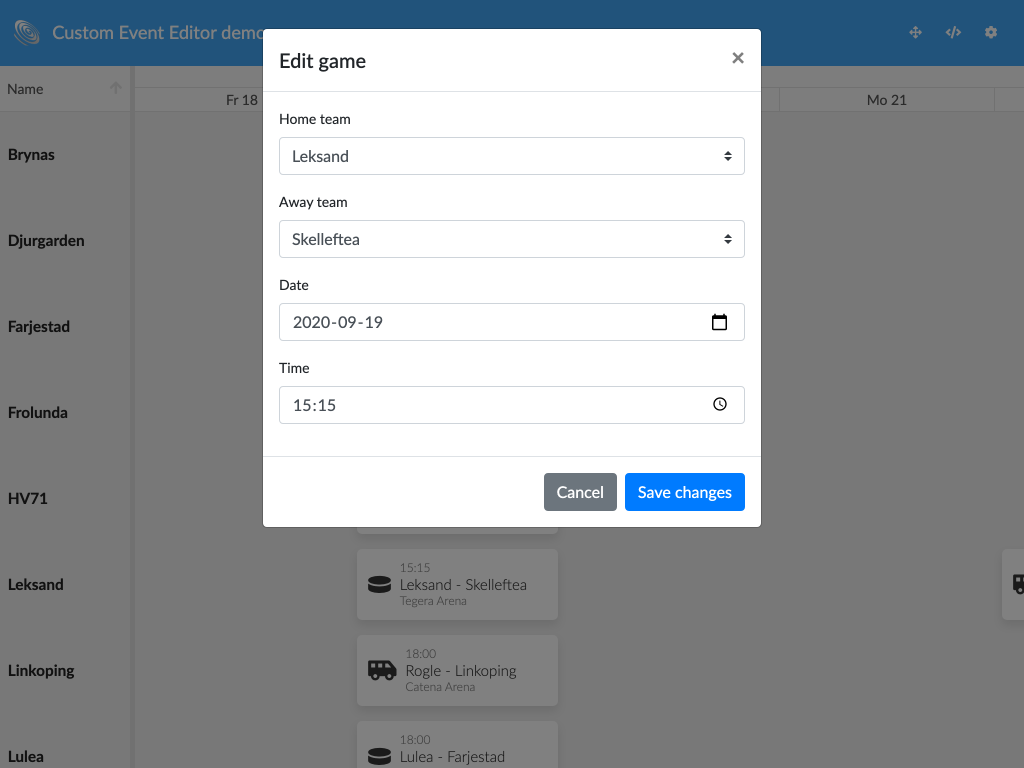 Custom Event Editor demo
Name
Fr 18
Mo 21
Edit game
×
Home team
Leksand
Away team
Skelleftea
Date
2020-09-19
Time
15:15
Cancel
Save changes
Brynas
Djurgarden
Farjestad
Frolunda
HV71
Leksand
15:15
Leksand - Skelleftea
Tegera Arena
Linkoping
18:00
Rogle - Linkoping
Catena Arena
Lulea
18:00
Lulea - Farjestad